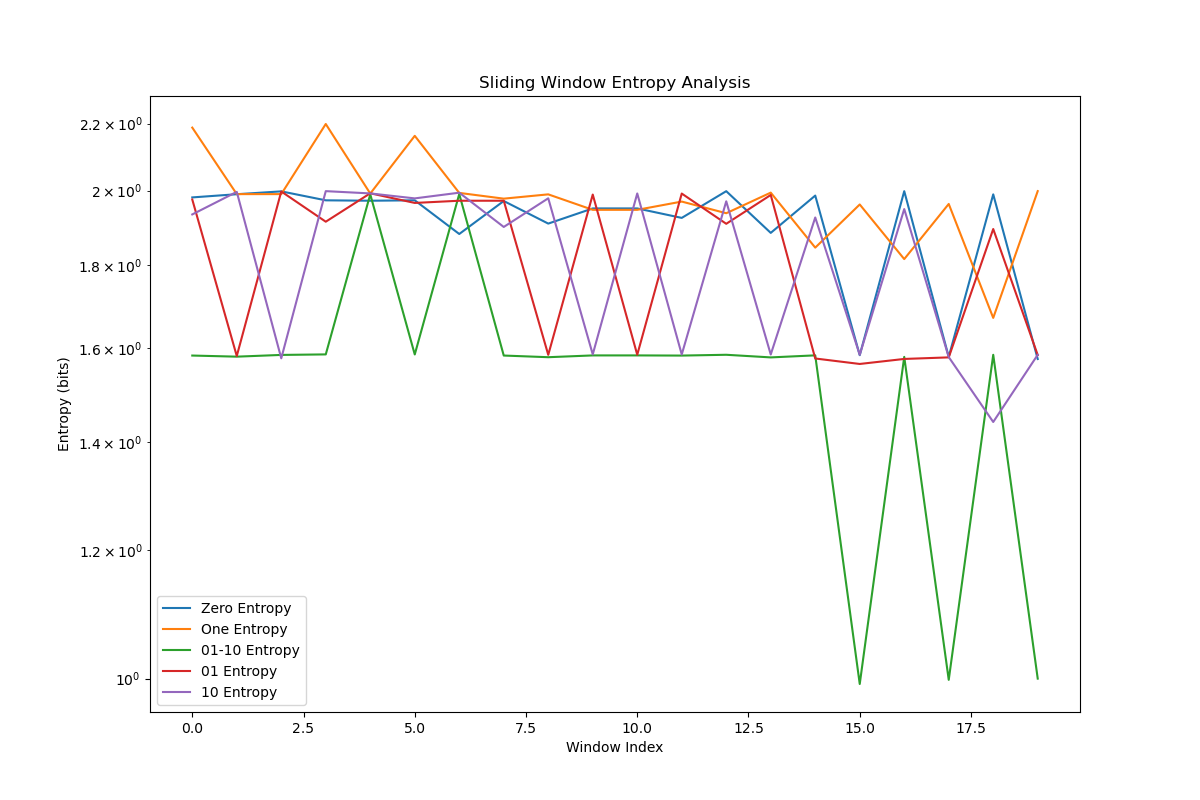 Sliding Window Entropy Analysis
Entropy (bits)
2.2 × 10⁰
2 × 10⁰
1.8 × 10⁰
1.6 × 10⁰
1.4 × 10⁰
1.2 × 10⁰
10⁰
Zero Entropy
One Entropy
01-10 Entropy
01 Entropy
10 Entropy
0.0 2.5 5.0 7.5 10.0 12.5 15.0 17.5
Window Index